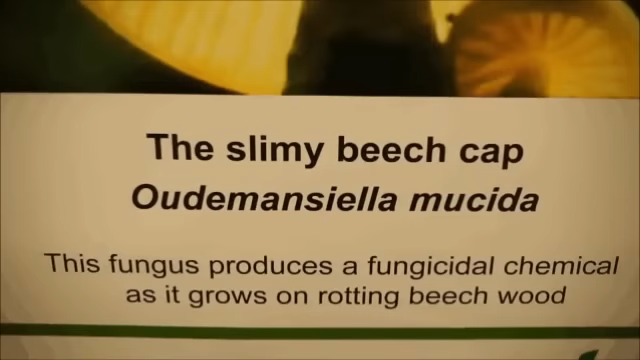 The slimy beech cap
Oudemansiella mucida
This fungus produces a fungicidal chemical
as it grows on rotting beech wood